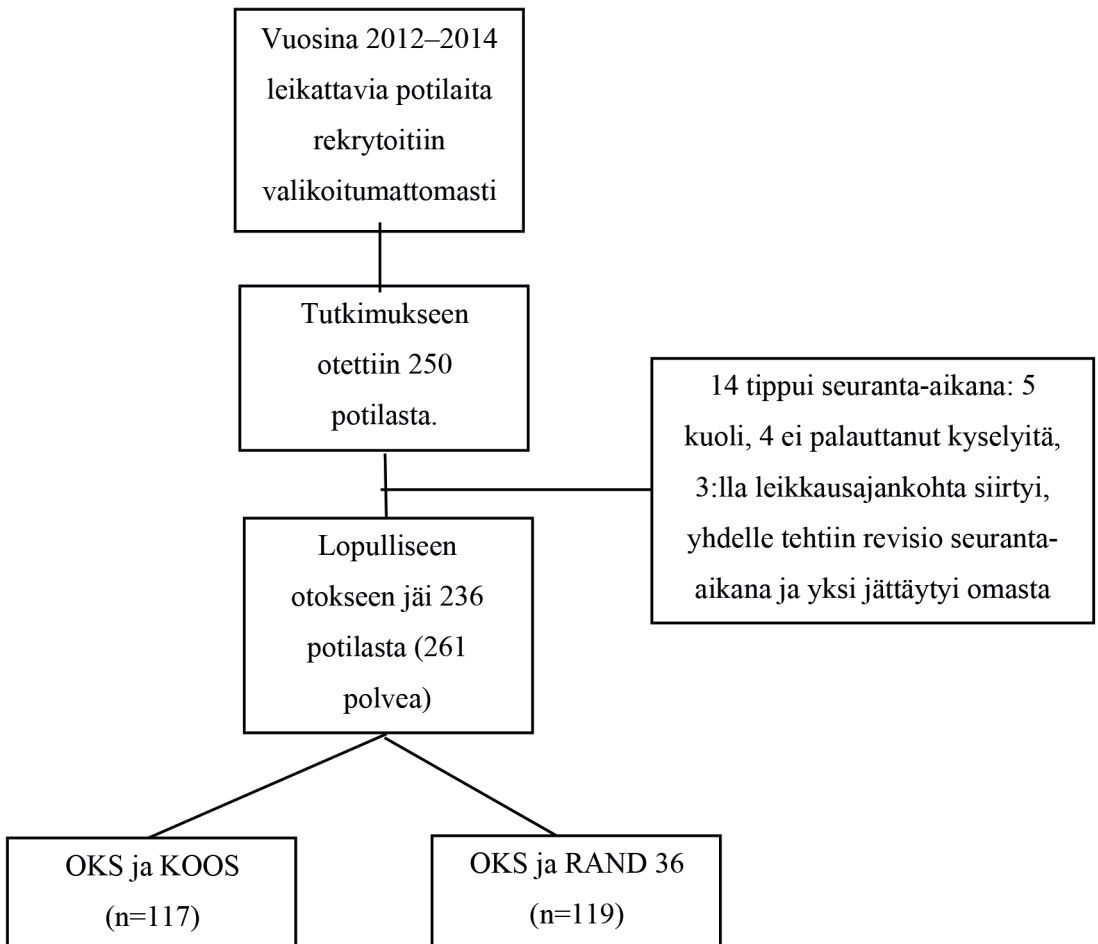 Vuosina 2012–2014
leikattavia potilaita
rekrytoitiin
valikoitumattomasti
Tutkimukseen
otettiin 250
potilasta.
14 tippui seuranta-aikana: 5
kuoli, 4 ei palauttanut kyselyitä,
3:lla leikkausajankohta siirtyi,
yhdelle tehtiin revisio seuranta-
aikana ja yksi jättäytyi omasta
Lopulliseen
otokseen jäi 236
potilasta (261
polvea)
OKS ja KOOS
(n=117)
OKS ja RAND 36
(n=119)